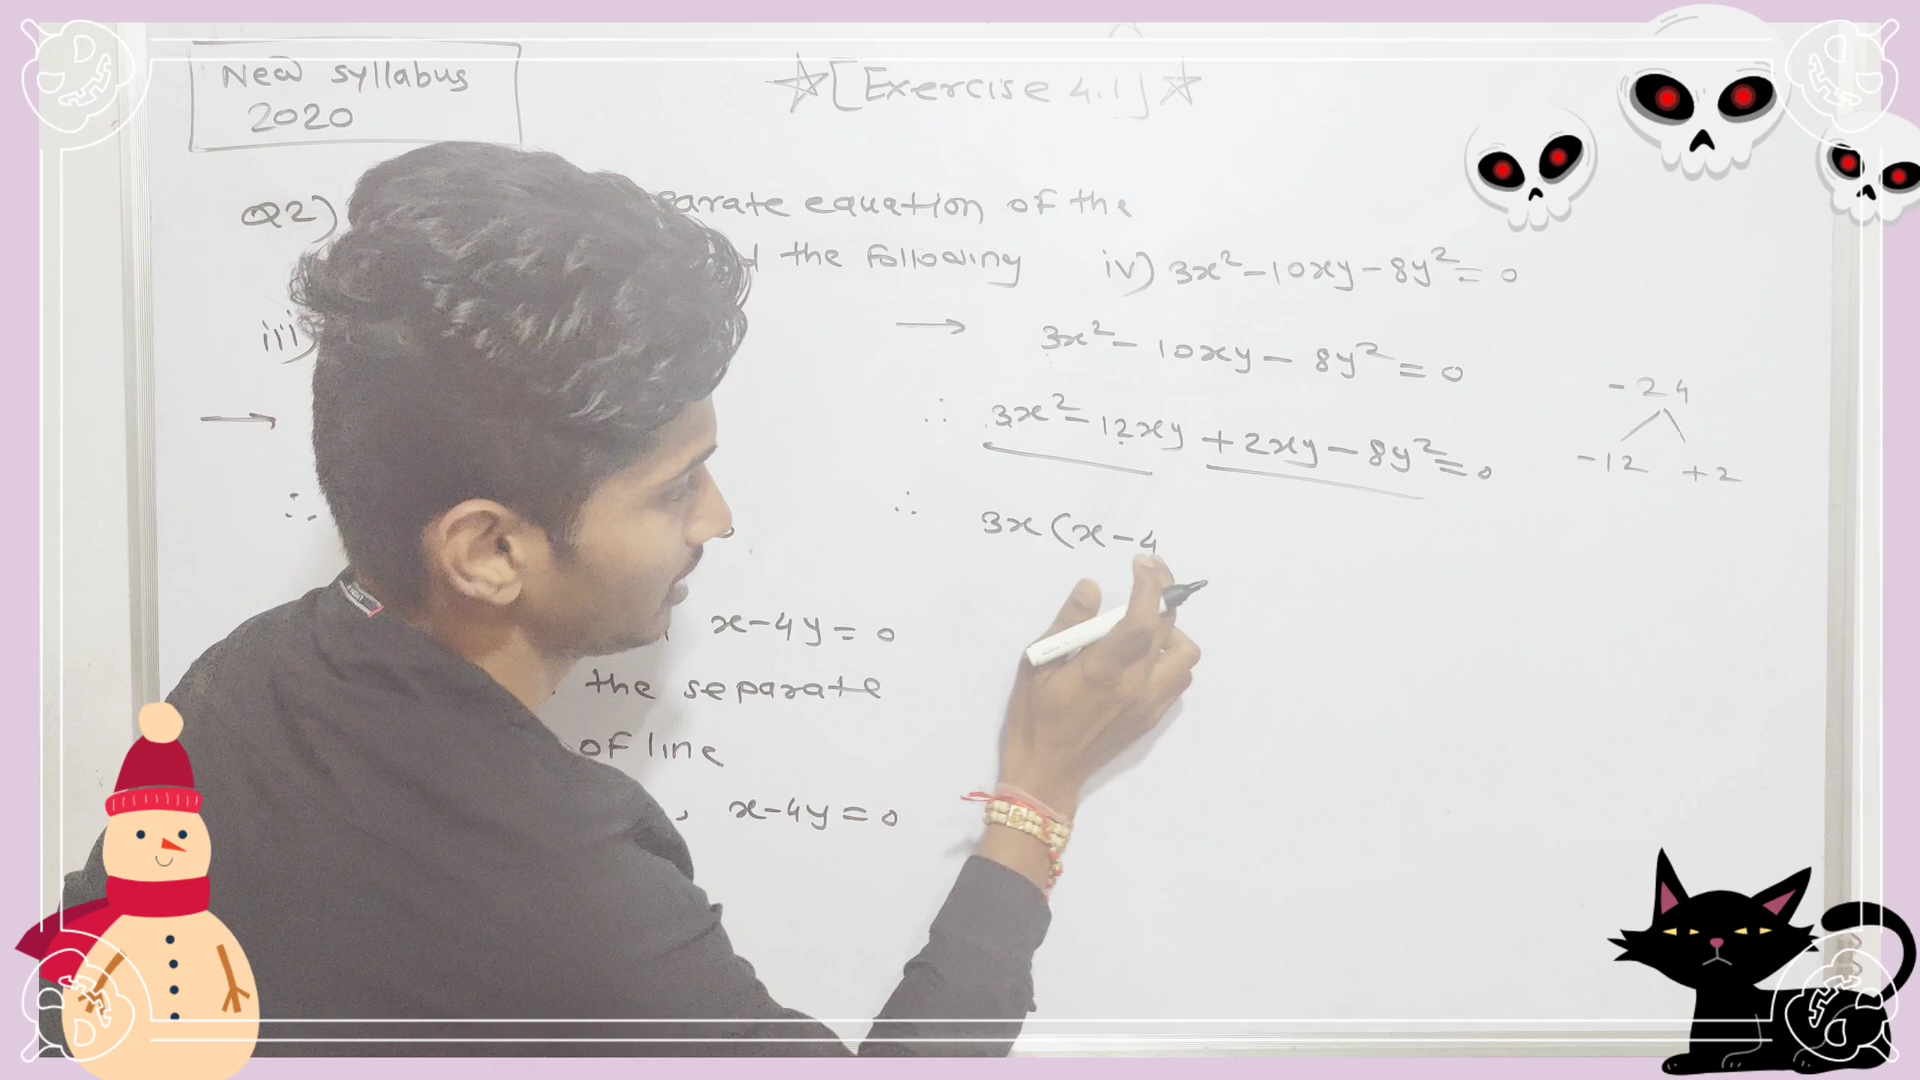 New syllabus
2020
☆[Exercise 4.1]☆
Q2) parate equation of the
d the following
iii)
→
∴
x-4y=0
the separate
of line
, x-4y=0
iv) 3x²-10xy-8y²=0
→ 3x²-10xy-8y²=0
∴ 3x²-12xy+2xy-8y²=0
-24
-12 +2
∴ 3x(x-4